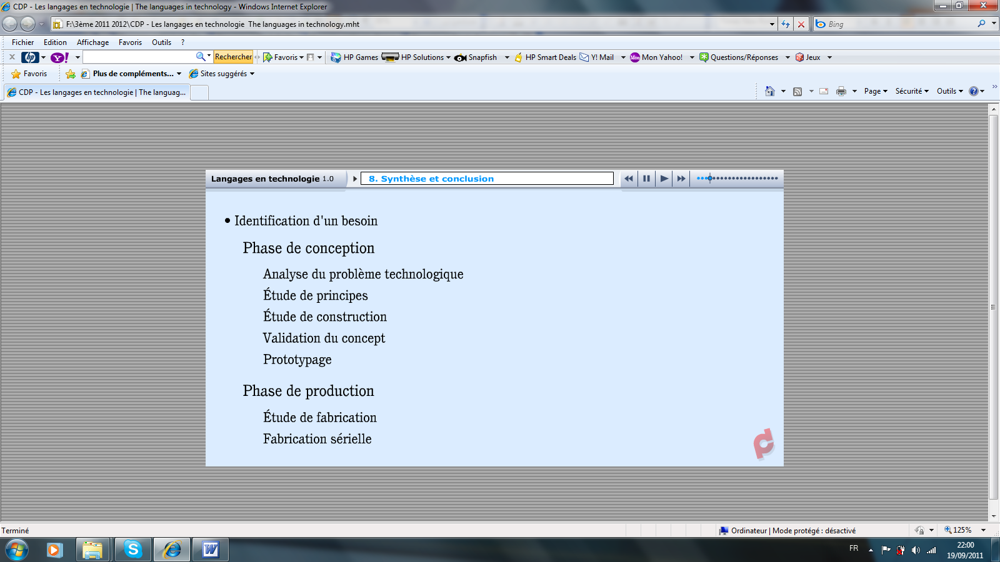 CDP - Les langages en technologie | The languages in technology - Windows Internet Explorer
F:\3ème 2011 2012\CDP - Les langages en technologie  The languages in technology.mht
Bing
Fichier Edition Affichage Favoris Outils ?
hp Y! Rechercher Favoris HP Games HP Solutions Snapfish HP Smart Deals Y! Mail Mon Yahoo! Questions/Réponses Jeux
Favoris Plus de compléments... Sites suggérés
CDP - Les langages en technologie | The languag...
Page Sécurité Outils ?
Langages en technologie 1.0
8. Synthèse et conclusion
• Identification d'un besoin
Phase de conception
Analyse du problème technologique
Étude de principes
Étude de construction
Validation du concept
Prototypage
Phase de production
Étude de fabrication
Fabrication sérielle
Terminé
Ordinateur | Mode protégé : désactivé
125%
FR
22:00
19/09/2011